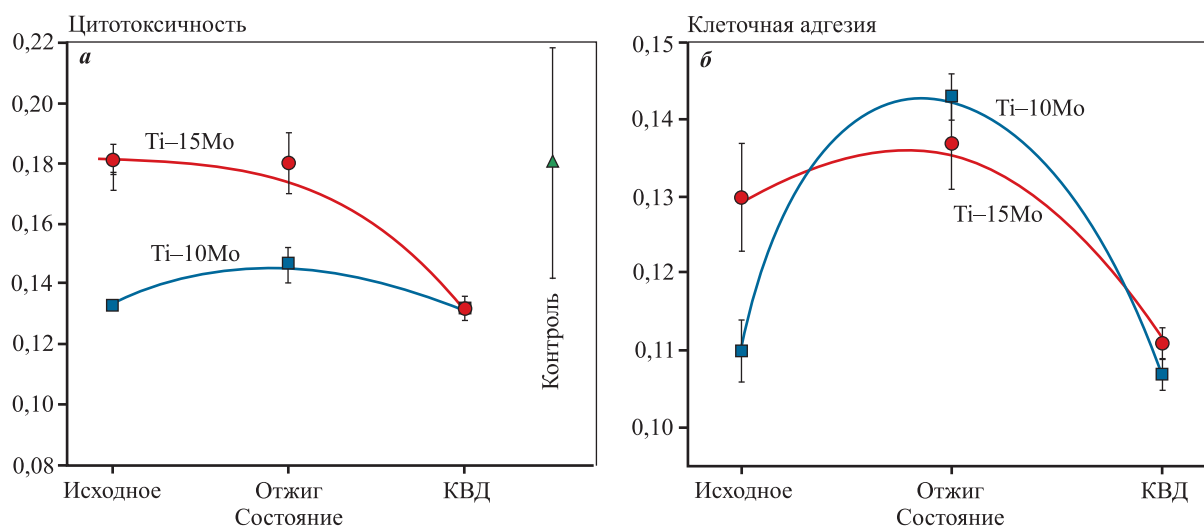 Цитотоксичность
а
0,22
0,20
0,18
0,16
0,14
0,12
0,10
0,08
Ti–15Mo
Ti–10Mo
Контроль
Исходное
Отжиг
КВД
Состояние
Клеточная адгезия
б
0,15
0,14
0,13
0,12
0,11
0,10
Ti–10Mo
Ti–15Mo
Исходное
Отжиг
КВД
Состояние